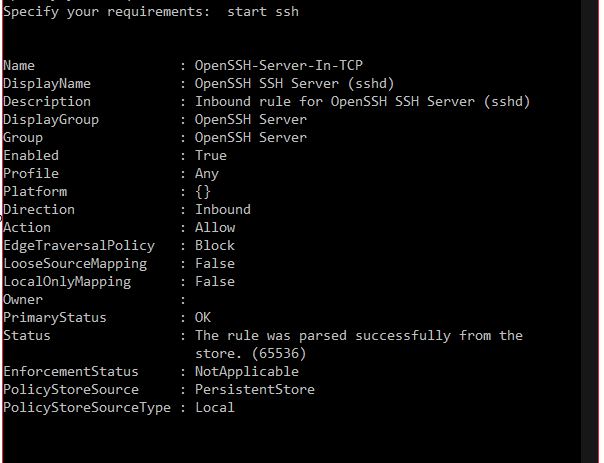 Specify your requirements:  start ssh
Name                  : OpenSSH-Server-In-TCP
DisplayName           : OpenSSH SSH Server (sshd)
Description           : Inbound rule for OpenSSH SSH Server (sshd)
DisplayGroup          : OpenSSH Server
Group                 : OpenSSH Server
Enabled               : True
Profile               : Any
Platform              : {}
Direction             : Inbound
Action                : Allow
EdgeTraversalPolicy   : Block
LooseSourceMapping    : False
LocalOnlyMapping      : False
Owner                 :
PrimaryStatus         : OK
Status                : The rule was parsed successfully from the
                        store. (65536)
EnforcementStatus     : NotApplicable
PolicyStoreSource     : PersistentStore
PolicyStoreSourceType : Local